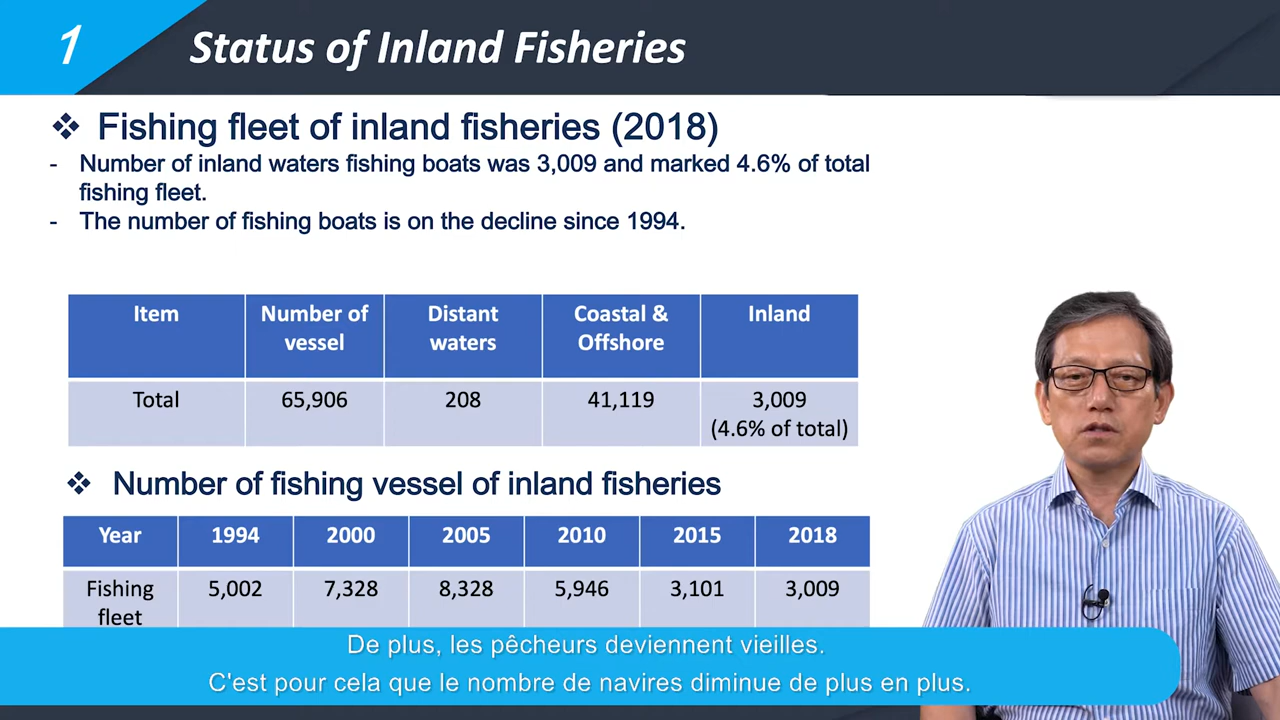 1
Status of Inland Fisheries
❖ Fishing fleet of inland fisheries (2018)
- Number of inland waters fishing boats was 3,009 and marked 4.6% of total
fishing fleet.
- The number of fishing boats is on the decline since 1994.
Item Number of vessel Distant waters Coastal & Offshore Inland
Total 65,906 208 41,119 3,009 (4.6% of total)
❖ Number of fishing vessel of inland fisheries
Year 1994 2000 2005 2010 2015 2018
Fishing fleet 5,002 7,328 8,328 5,946 3,101 3,009
De plus, les pêcheurs deviennent vieilles.
C'est pour cela que le nombre de navires diminue de plus en plus.